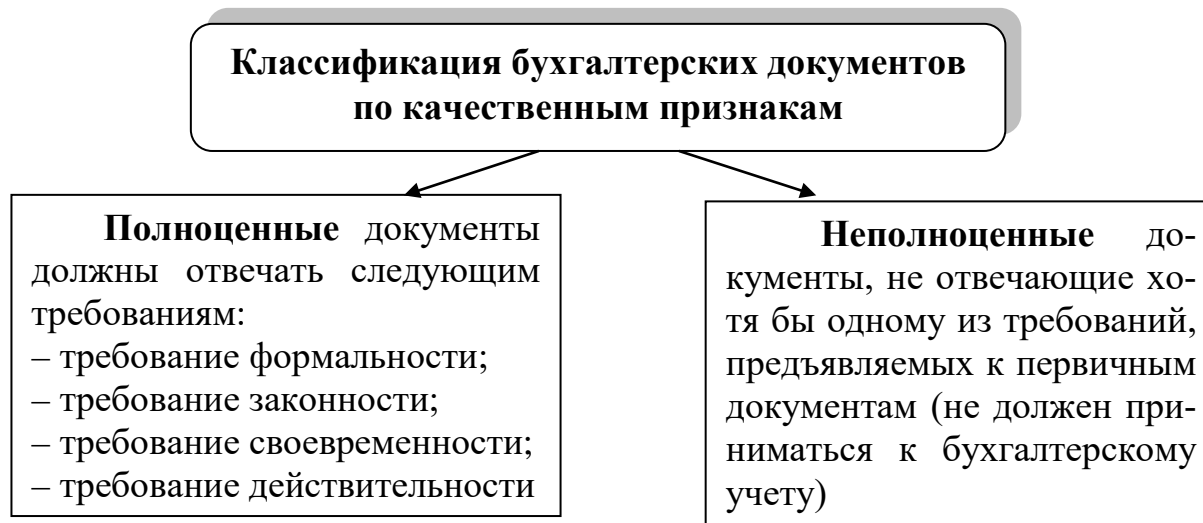 Классификация бухгалтерских документов
по качественным признакам
Полноценные документы
должны отвечать следующим
требованиям:
– требование формальности;
– требование законности;
– требование своевременности;
– требование действительности
Неполноценные до-
кументы, не отвечающие хо-
тя бы одному из требований,
предъявляемых к первичным
документам (не должен при-
ниматься к бухгалтерскому
учету)